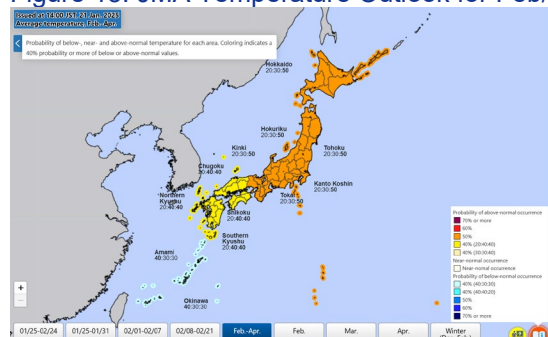 Figure 18: JMA Temperature Outlook for Feb/
Issued at 14:00 JST, 21 Jan. 2025
Average temperature, Feb.-Apr.
Probability of below-, near- and above-normal temperature for each area. Coloring indicates a
40% probability or more of below or above-normal values.
Hokkaido
20:30:50
Hokuriku
20:30:50
Tohoku
20:30:50
Kinki
20:30:50
Chugoku
20:40:40
Kanto Koshin
20:30:50
Northern
Kyushu
20:40:40
Tokai
20:30:50
Shikoku
20:40:40
Southern
Kyushu
20:40:40
Amami
40:30:30
Okinawa
40:30:30
Probability of above-normal occurrence
70% or more
60%
50%
40% (20:40:40)
40% (30:30:40)
Near-normal occurrence
Near-normal occurrence
Probability of below-normal occurrence
40% (40:30:30)
40% (40:40:20)
50%
60%
70% or more
+
−
01/25-02/24
01/25-01/31
02/01-02/07
02/08-02/21
Feb.-Apr.
Feb.
Mar.
Apr.
Winter